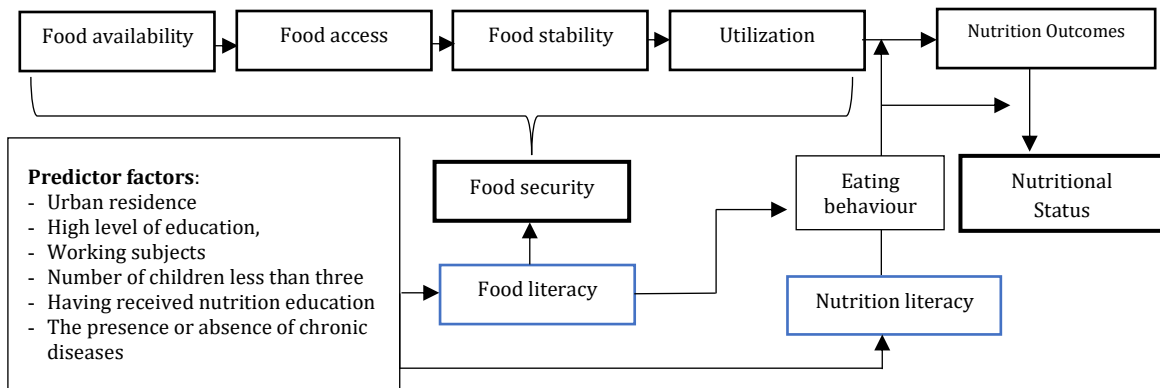 Food availability
Food access
Food stability
Utilization
Nutrition Outcomes
Predictor factors:
- Urban residence
- High level of education,
- Working subjects
- Number of children less than three
- Having received nutrition education
- The presence or absence of chronic
diseases
Food security
Eating
behaviour
Nutritional
Status
Food literacy
Nutrition literacy